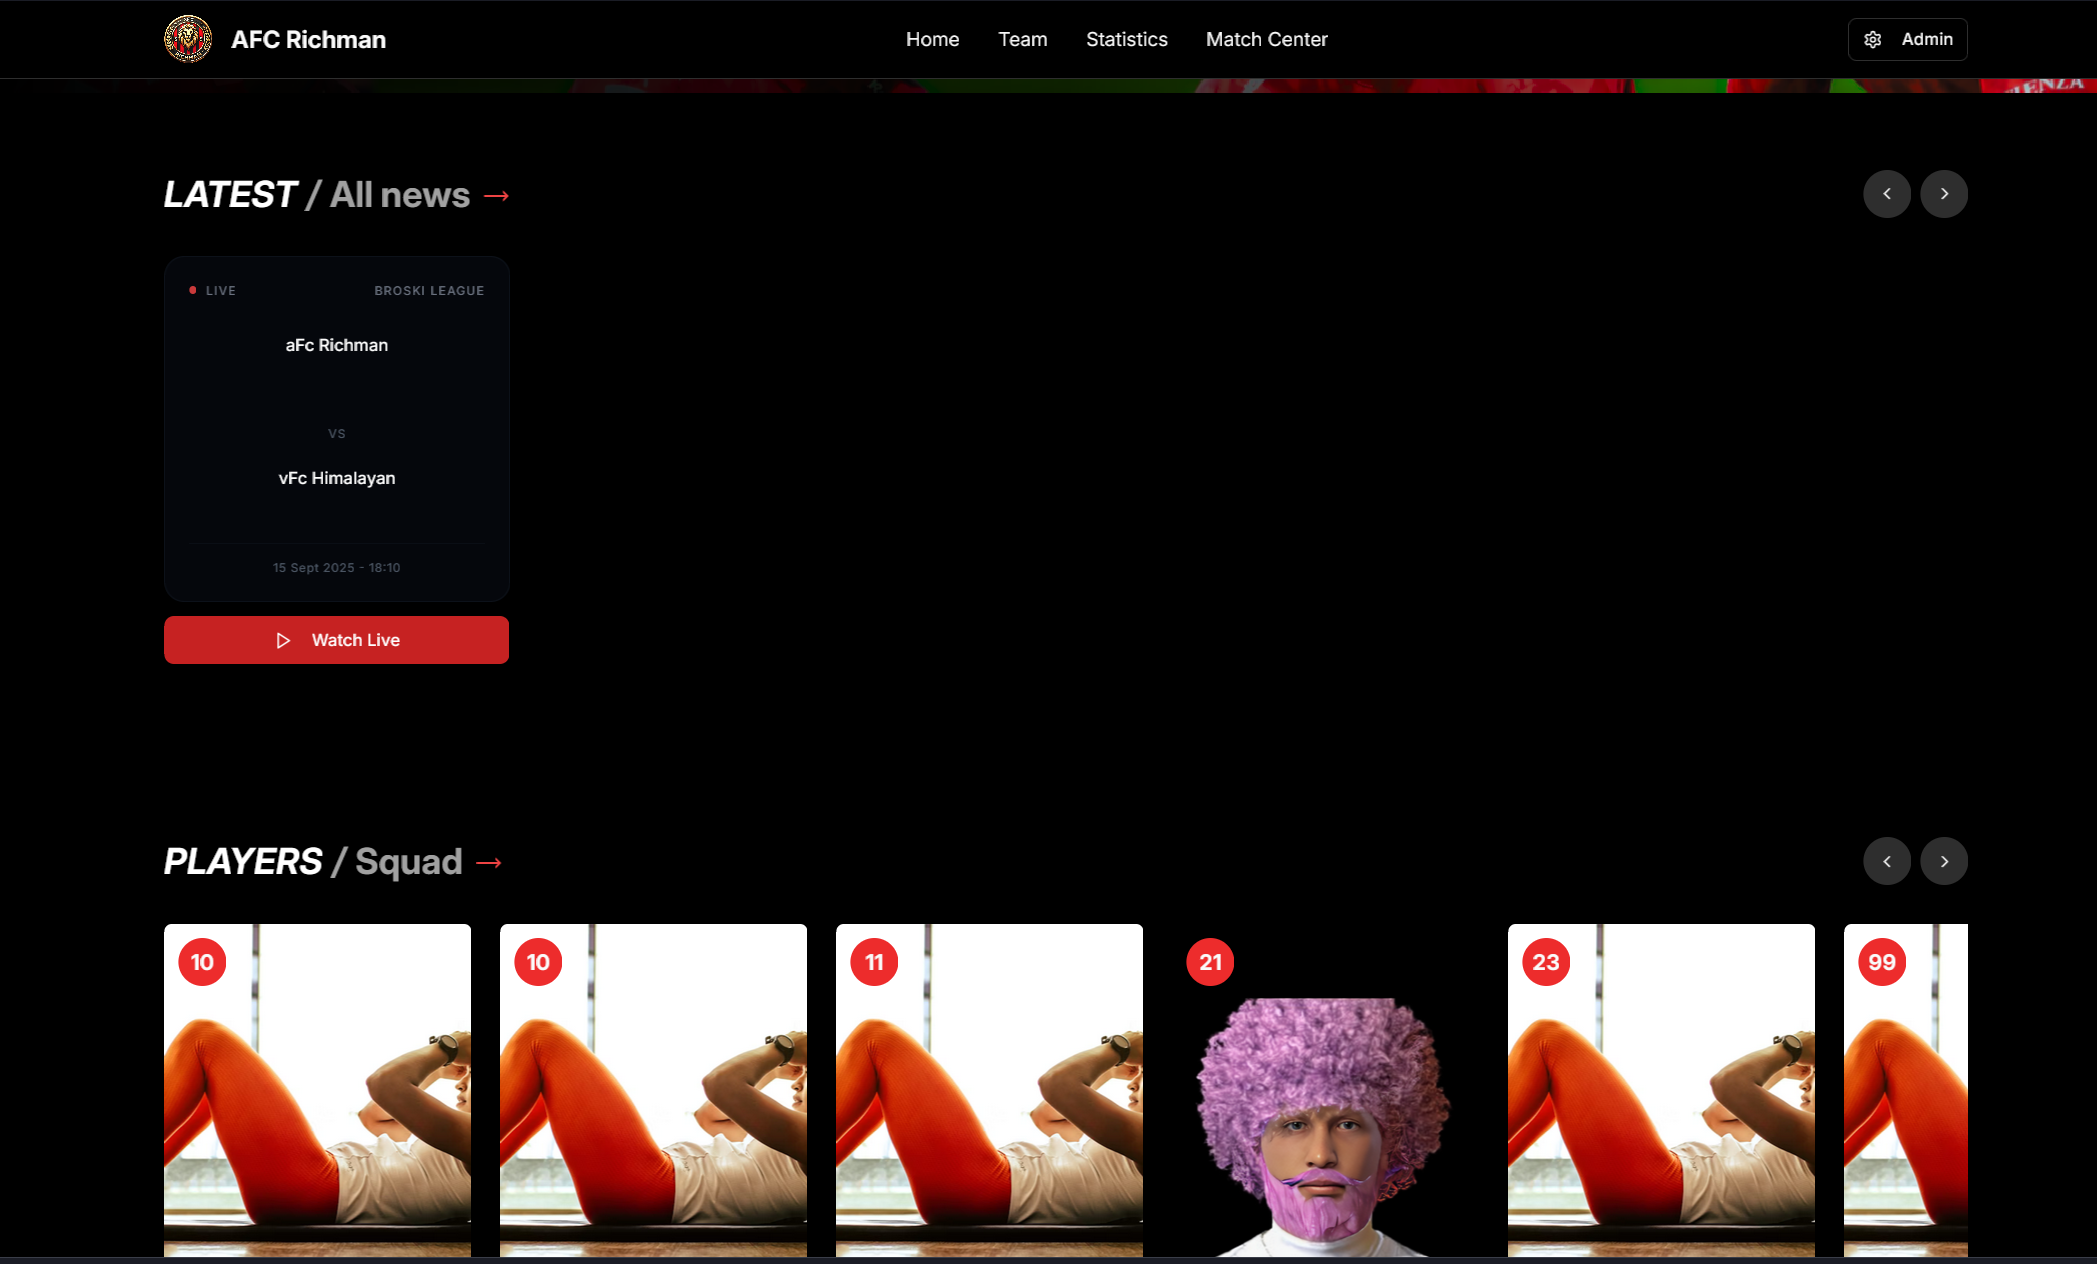 AFC Richman
Home Team Statistics Match Center
Admin
LATEST / All news →
LIVE BROSKI LEAGUE
aFc Richman
VS
vFc Himalayan
15 Sept 2025 - 18:10
Watch Live
PLAYERS / Squad →
10 10 11 21 23 99